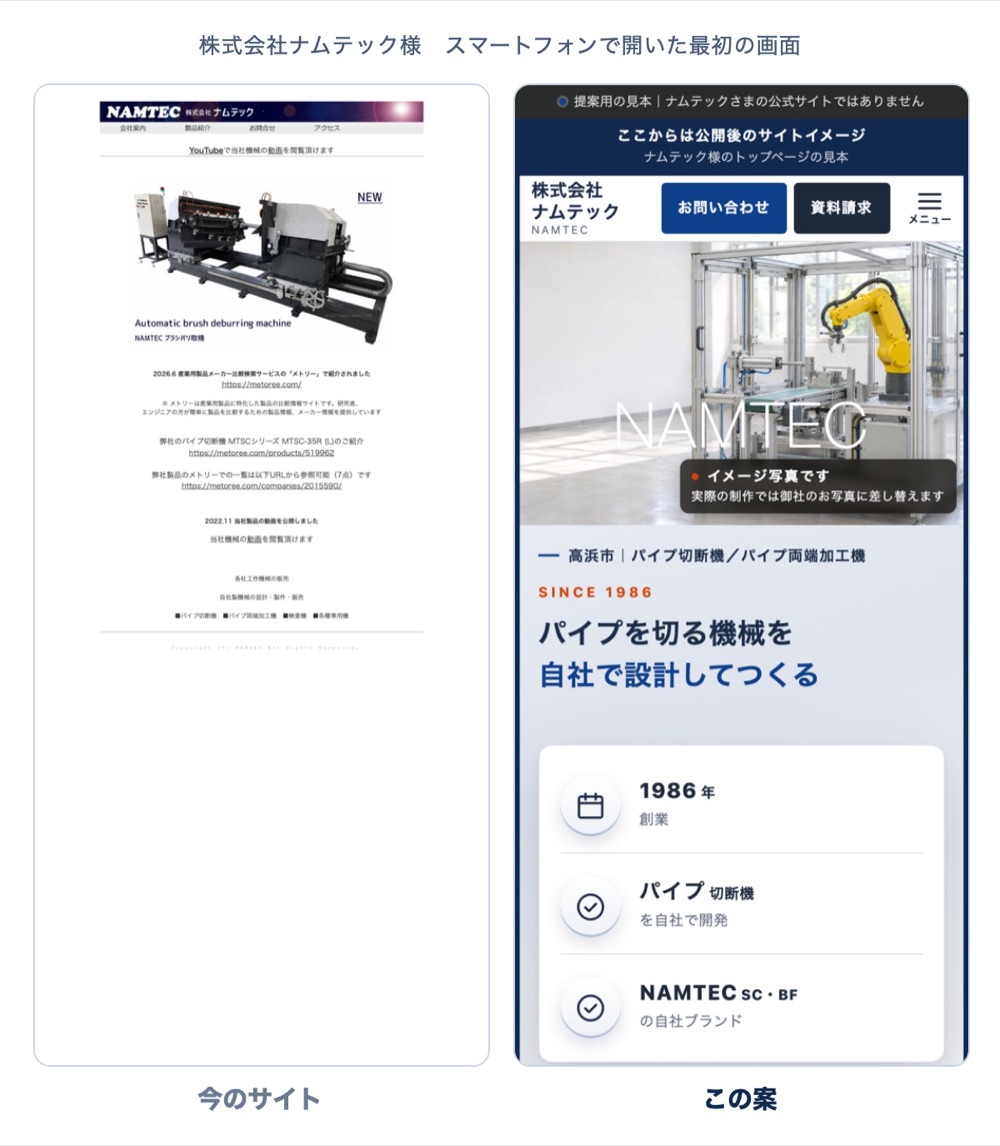 株式会社ナムテック様　スマートフォンで開いた最初の画面
NAMTEC 株式会社 ナムテック
会社案内　製品紹介　お問合せ　アクセス
YouTubeで当社機械の動画を閲覧頂けます
NEW
Automatic brush deburring machine
NAMTEC ブラシバリ取機
2026.6 産業用製品メーカー比較検索サービスの「メトリー」で紹介されました
https://metoree.com/
※ メトリーは産業用製品に特化した製品の比較情報サイトです。研究者、
エンジニアの方が簡単に製品を比較するための製品情報、メーカー情報を提供しています
弊社のパイプ切断機 MTSCシリーズ MTSC-35R (L)のご紹介
https://metoree.com/products/519962
弊社製品のメトリーでの一覧は以下URLから参照可能（7点）です
https://metoree.com/companies/2015590/
2022.11 当社製品の動画を公開しました
当社機械の動画を閲覧頂けます
各社工作機械の販売
自社製機械の設計・製作・販売
■パイプ切断機　■パイプ両端加工機　■検査機　■各種専用機
Copyright (C) NAMTEC All Rights Reserved.
今のサイト
提案用の見本｜ナムテックさまの公式サイトではありません
ここからは公開後のサイトイメージ
ナムテック様のトップページの見本
株式会社
ナムテック
NAMTEC
お問い合わせ
資料請求
メニュー
NAMTEC
イメージ写真です
実際の制作では御社のお写真に差し替えます
高浜市｜パイプ切断機／パイプ両端加工機
SINCE 1986
パイプを切る機械を
自社で設計してつくる
1986 年
創業
パイプ 切断機
を自社で開発
NAMTEC SC・BF
の自社ブランド
この案